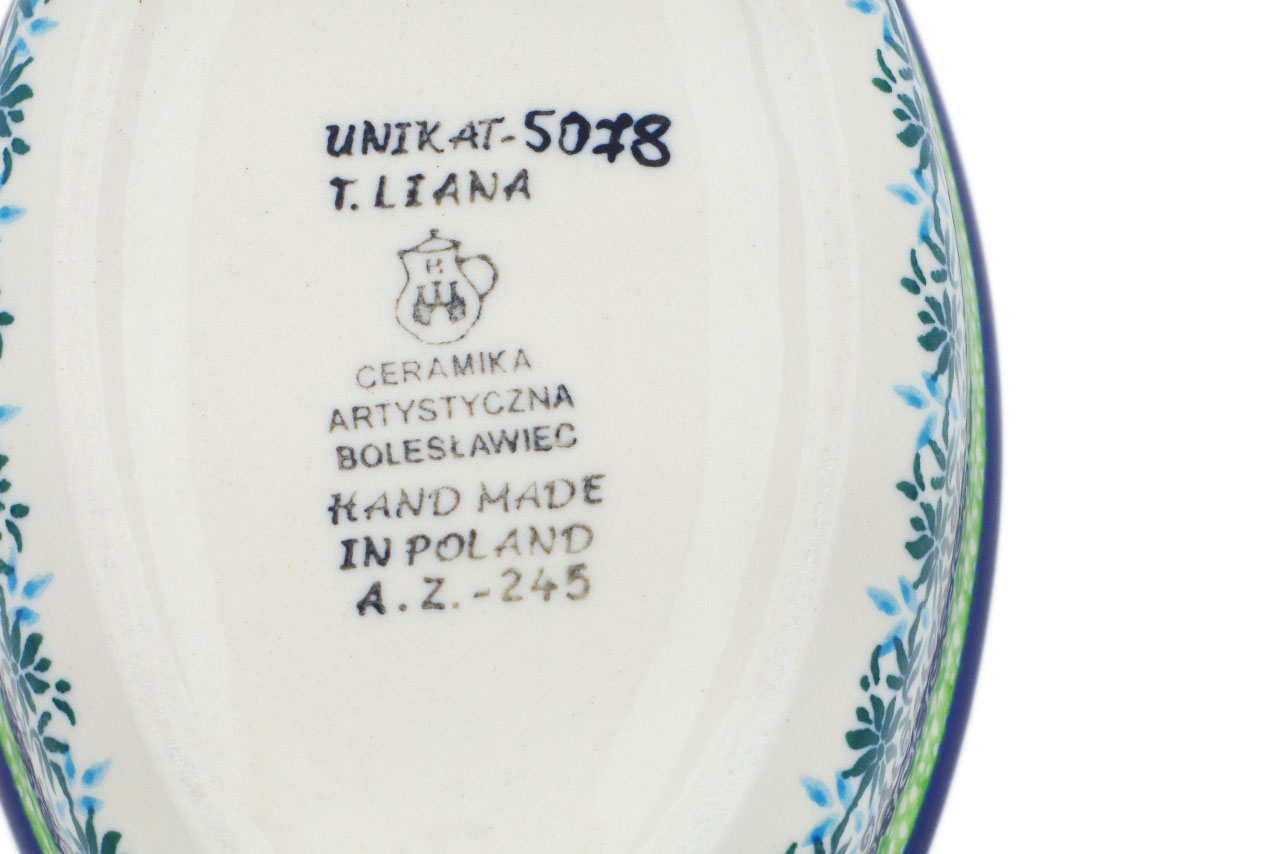 UNIKAT-5078
T. LIANA
CERAMIKA
ARTYSTYCZNA
BOLESŁAWIEC
HAND MADE
IN POLAND
A.Z.-245